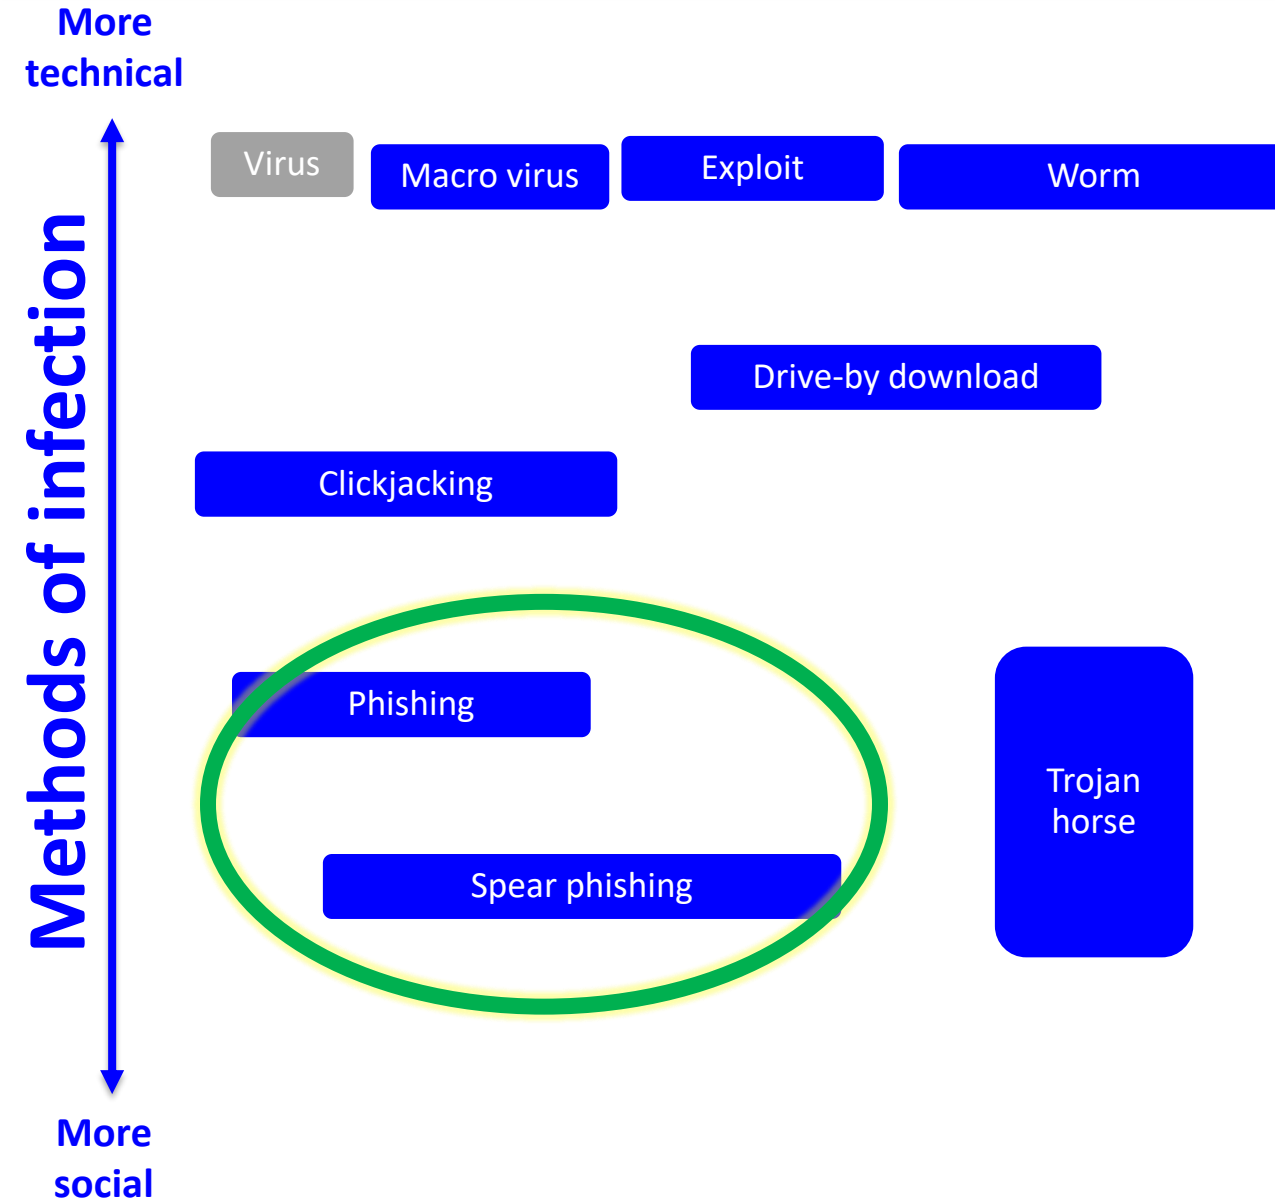 More
technical
Methods of infection
Virus
Macro virus
Exploit
Worm
Drive-by download
Clickjacking
Phishing
Trojan
horse
Spear phishing
More
social